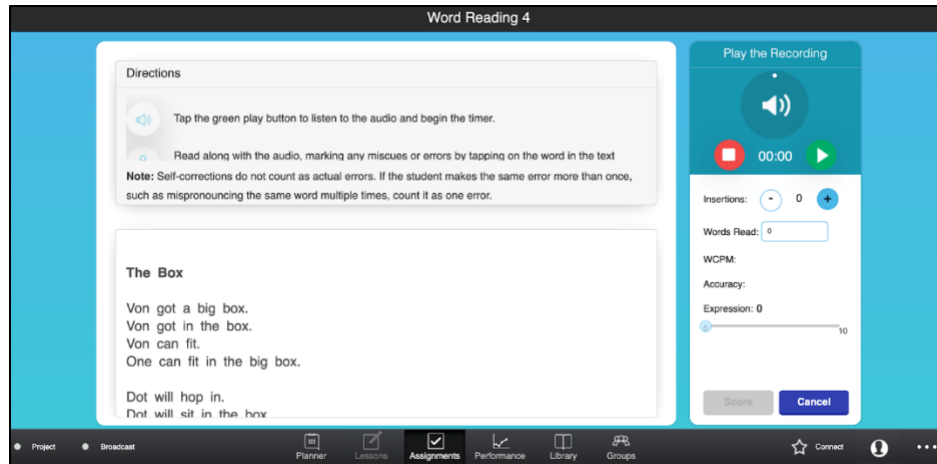 Word Reading 4
Directions
Tap the green play button to listen to the audio and begin the timer.
Read along with the audio, marking any miscues or errors by tapping on the word in the text
Note: Self-corrections do not count as actual errors. If the student makes the same error more than once,
such as mispronouncing the same word multiple times, count it as one error.
The Box
Von got a big box.
Von got in the box.
Von can fit.
One can fit in the big box.
Dot will hop in.
Dot will sit in the box
Play the Recording
00:00
Insertions: - 0 +
Words Read: 0
WCPM:
Accuracy:
Expression: 0
0 10
Score Cancel
Project Broadcast Planner Lessons Assignments Performance Library Groups Connect